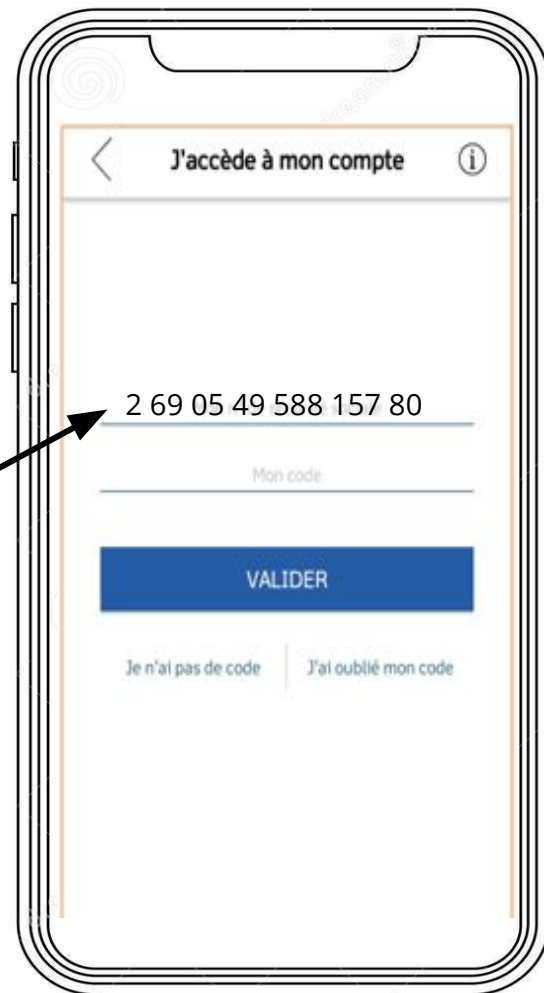 J'accède à mon compte
2 69 05 49 588 157 80
Mon code
VALIDER
Je n'ai pas de code
J'ai oublié mon code